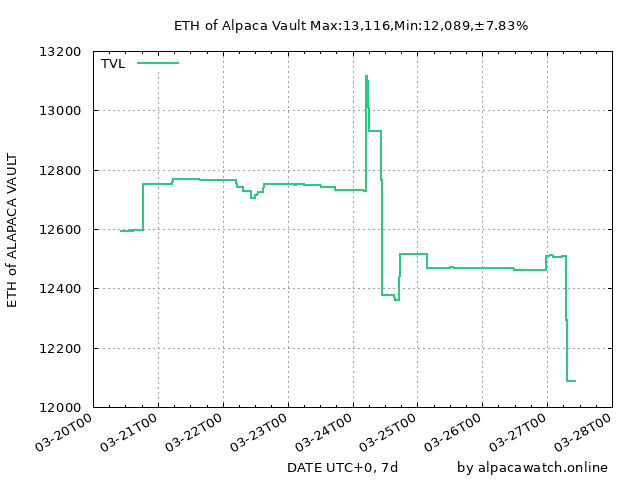 ETH of Alpaca Vault Max:13,116,Min:12,089,±7.83%
TVL
13200
13000
12800
12600
12400
12200
12000
ETH of ALAPACA VAULT
03-20T00
03-21T00
03-22T00
03-23T00
03-24T00
03-25T00
03-26T00
03-27T00
03-28T00
DATE UTC+0, 7d
by alpacawatch.online